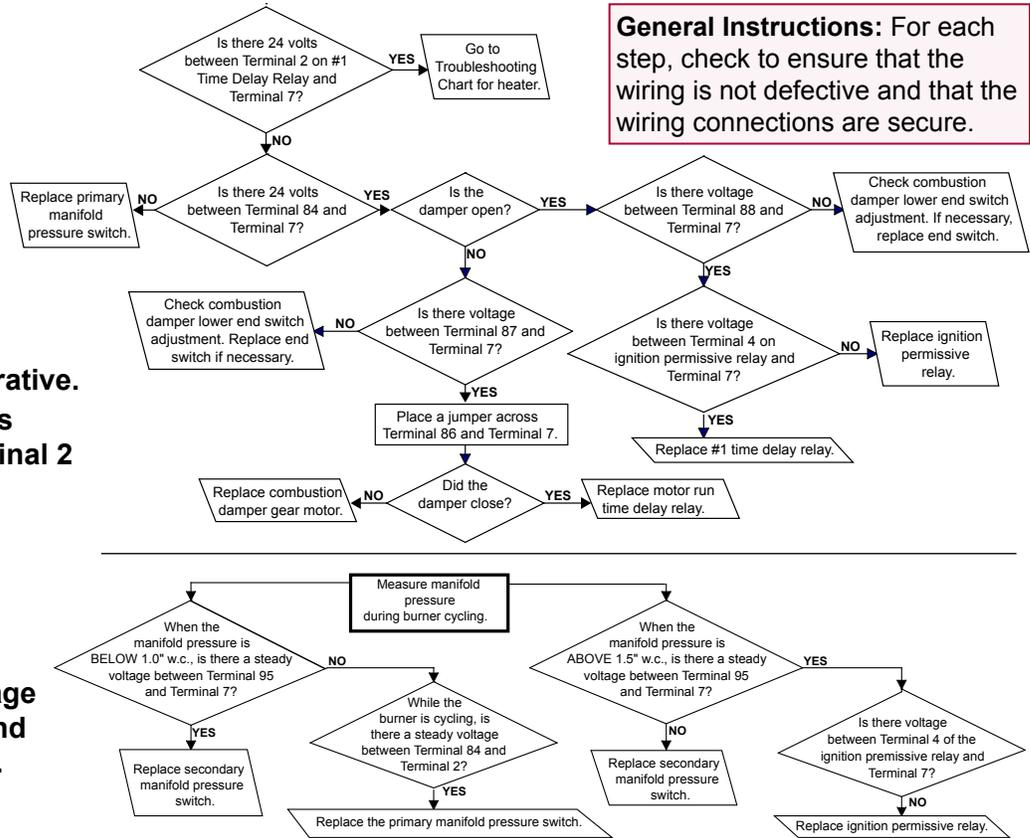 Is there 24 volts
between Terminal 2 on #1
Time Delay Relay and
Terminal 7?
YES
Go to
Troubleshooting
Chart for heater.
General Instructions: For each
step, check to ensure that the
wiring is not defective and that the
wiring connections are secure.
NO
Replace primary
manifold
pressure switch.
NO
Is there 24 volts
between Terminal 84 and
Terminal 7?
YES
Is the
damper open?
YES
Is there voltage
between Terminal 88 and
Terminal 7?
NO
Check combustion
damper lower end switch
adjustment. If necessary,
replace end switch.
NO
YES
Check combustion
damper lower end switch
adjustment. Replace end
switch if necessary.
NO
Is there voltage
between Terminal 87 and
Terminal 7?
Is there voltage
between Terminal 4 on
ignition permissive relay and
Terminal 7?
NO
Replace ignition
permissive
relay.
YES
YES
Place a jumper across
Terminal 86 and Terminal 7.
Replace #1 time delay relay.
Replace combustion
damper gear motor.
NO
Did the
damper close?
YES
Replace motor run
time delay relay.
rative.
s
inal 2
Measure manifold
pressure
during burner cycling.
When the
manifold pressure is
BELOW 1.0" w.c., is there a steady
voltage between Terminal 95
and Terminal 7?
NO
When the
manifold pressure is
ABOVE 1.5" w.c., is there a steady
voltage between Terminal 95
and Terminal 7?
YES
age
nd
.
YES
Replace secondary
manifold pressure
switch.
While the
burner is cycling, is
there a steady voltage
between Terminal 84 and
Terminal 2?
YES
Replace the primary manifold pressure switch.
NO
Replace secondary
manifold pressure
switch.
Is there voltage
between Terminal 4 of the
ignition premissive relay and
Terminal 7?
NO
Replace ignition permissive relay.